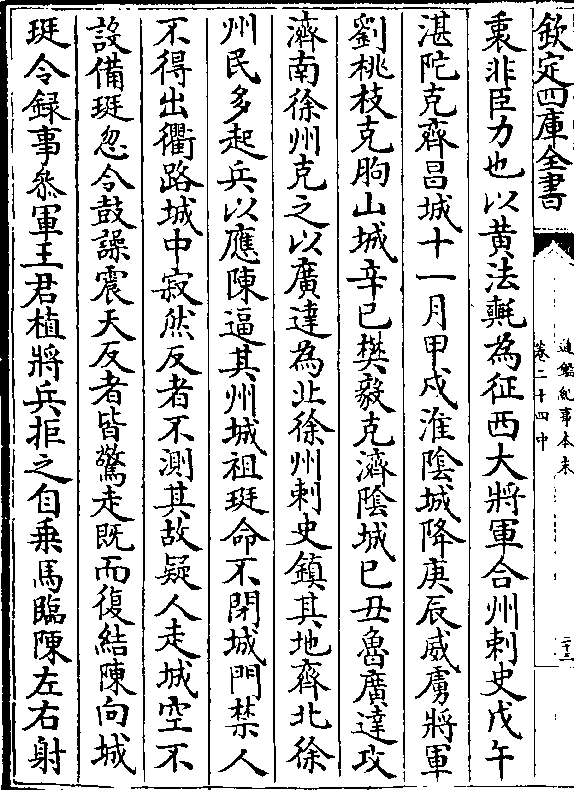 欽定四庫全書
通鑑紀事本末
卷二十四中
二十三
裏非臣力也以黃法𣰋為征西大將軍合州刺史戊午
湛陀克齊昌城十一月甲戌淮隂城降庚辰威虜將軍
劉桃枝克朐山城辛巳樊毅克濟隂城己丑魯廣達攻
濟南徐州克之以廣達為北徐州刺史鎮其地齊北徐
州民多起兵以應陳逼其州城祖珽命不閉城門禁人
不得出衢路城中寂然反者不測其故疑人走城空不
設備珽忽令鼓譟震天反者皆驚走既而復結陳向城
珽令録事叅軍王君植將兵拒之自乗馬臨陳左右射